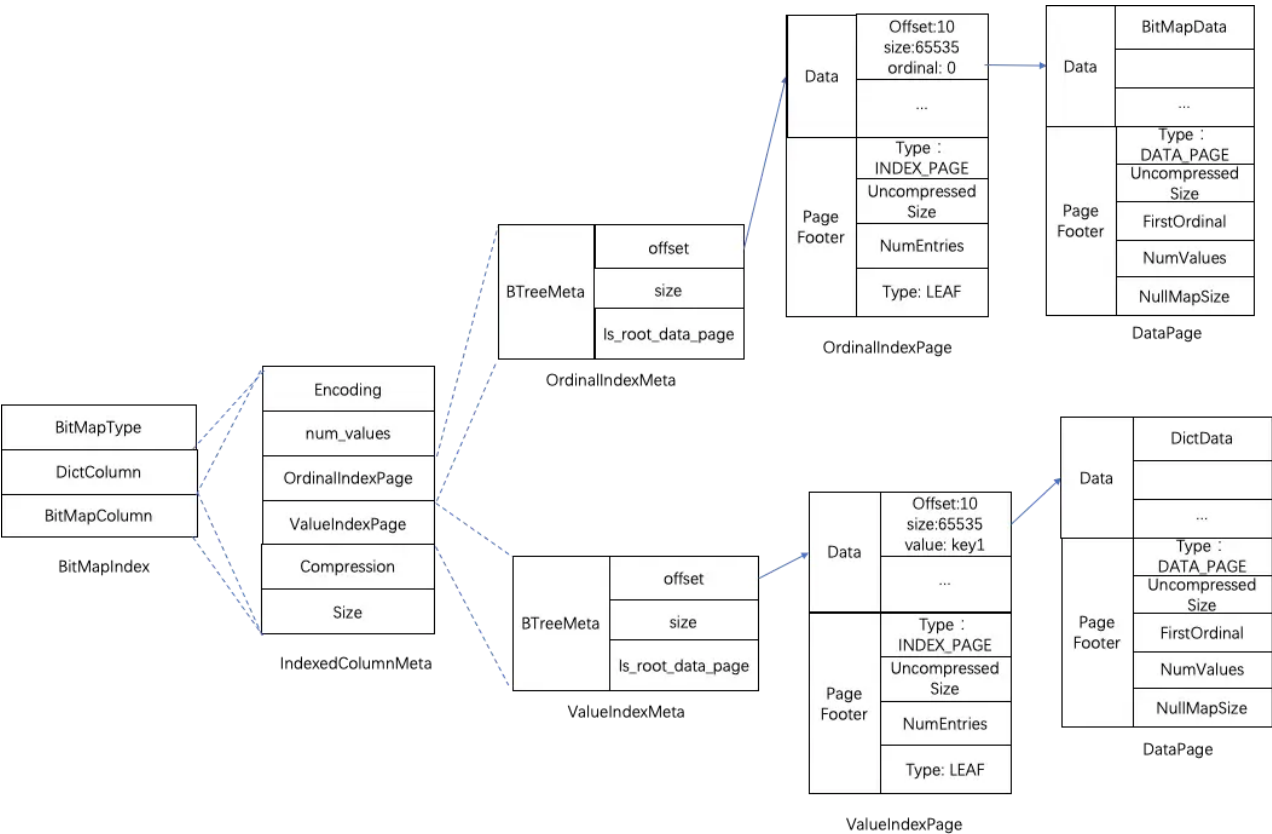 BitMapType
DictColumn
BitMapColumn
BitMapIndex
Encoding
num_values
OrdinalIndexPage
ValueIndexPage
Compression
Size
IndexedColumnMeta
BTreeMeta
offset
size
Is_root_data_page
OrdinalIndexMeta
BTreeMeta
offset
size
Is_root_data_page
ValueIndexMeta
Data
Offset:10
size:65535
ordinal: 0
...
Page
Footer
Type：
INDEX_PAGE
Uncompressed
Size
NumEntries
Type: LEAF
OrdinalIndexPage
Data
BitMapData
...
Page
Footer
Type：
DATA_PAGE
Uncompressed
Size
FirstOrdinal
NumValues
NullMapSize
DataPage
Data
Offset:10
size:65535
value: key1
...
Page
Footer
Type：
INDEX_PAGE
Uncompressed
Size
NumEntries
Type: LEAF
ValueIndexPage
Data
DictData
...
Page
Footer
Type：
DATA_PAGE
Uncompressed
Size
FirstOrdinal
NumValues
NullMapSize
DataPage